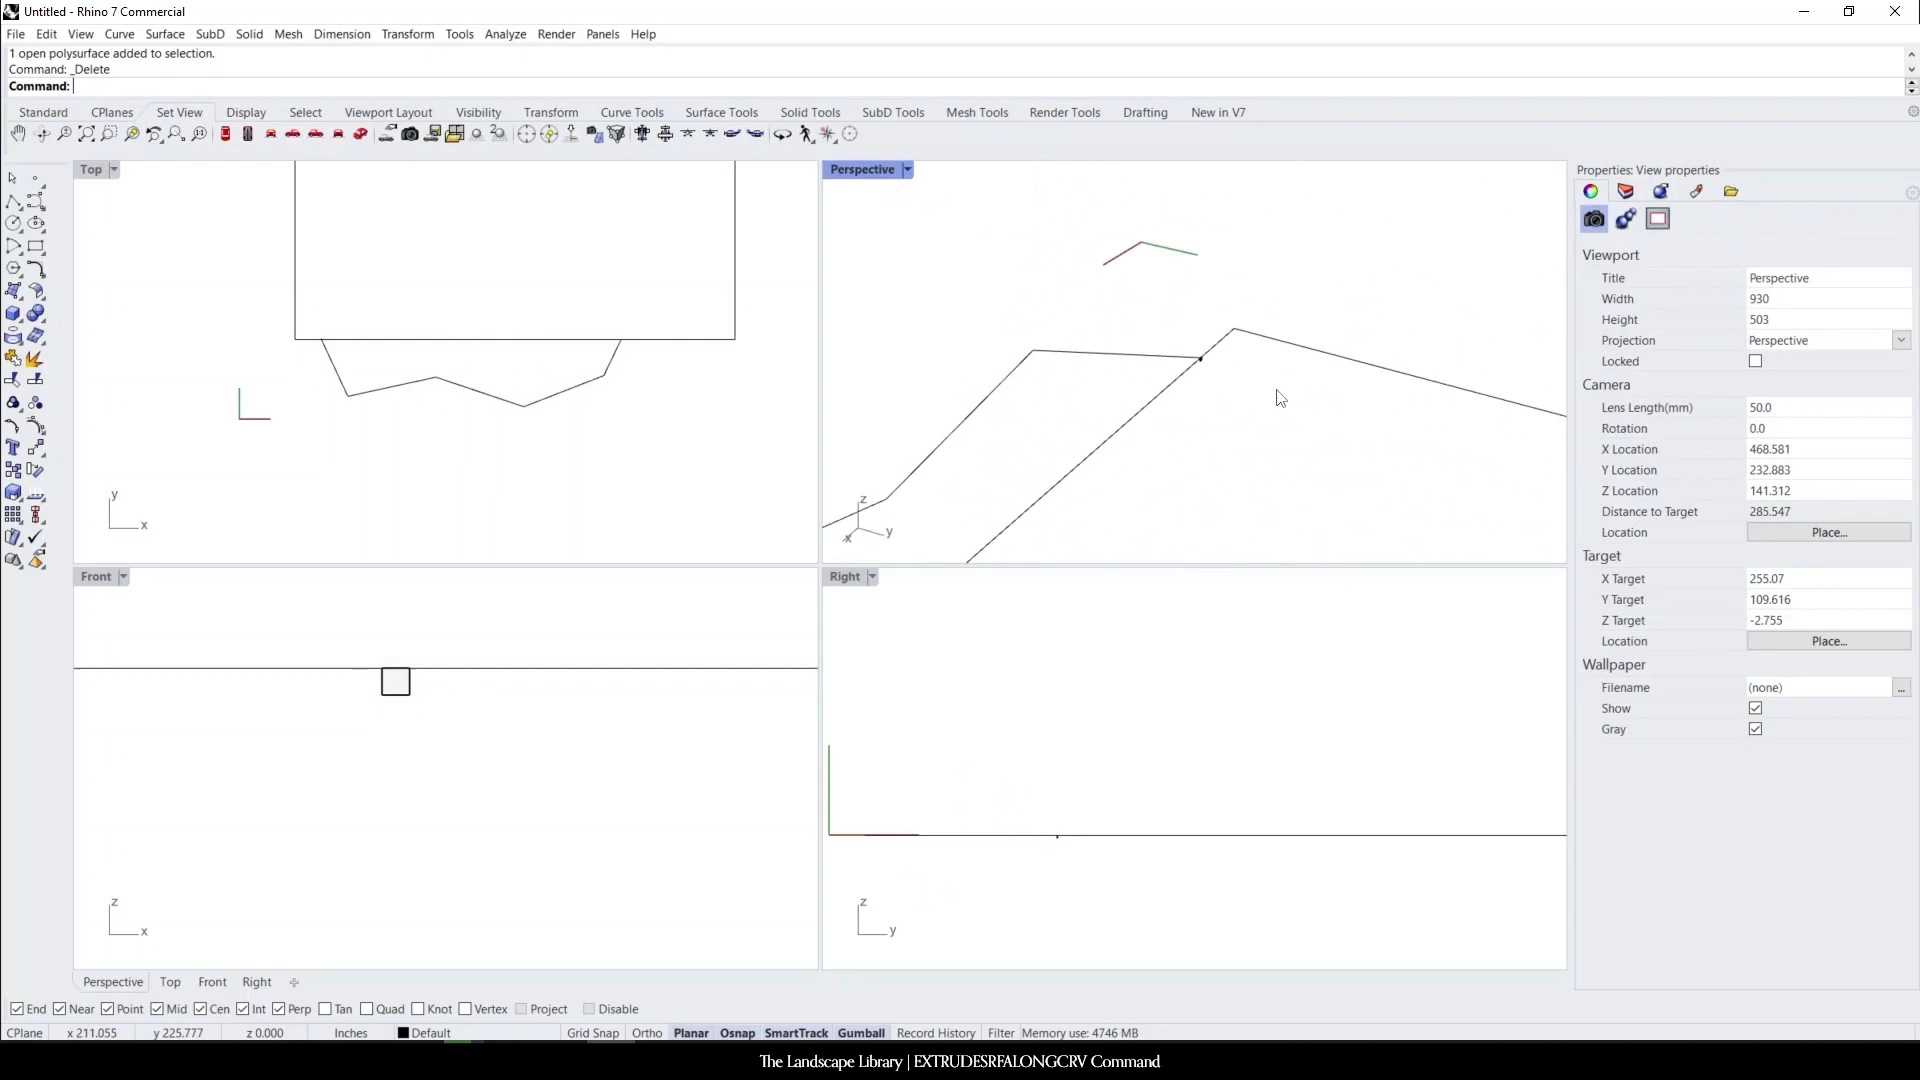 Untitled - Rhino 7 Commercial
File Edit View Curve Surface SubD Solid Mesh Dimension Transform Tools Analyze Render Panels Help
1 open polysurface added to selection.
Command: _Delete
Command:
Standard CPlanes Set View Display Select Viewport Layout Visibility Transform Curve Tools Surface Tools Solid Tools SubD Tools Mesh Tools Render Tools Drafting New in V7
Top
Perspective
y
x
z
y
x
Front
Right
z
x
z
y
Properties: View properties
Viewport
Title Perspective
Width 930
Height 503
Projection Perspective
Locked
Camera
Lens Length(mm) 50.0
Rotation 0.0
X Location 468.581
Y Location 232.883
Z Location 141.312
Distance to Target 285.547
Location Place...
Target
X Target 255.07
Y Target 109.616
Z Target -2.755
Location Place...
Wallpaper
Filename (none) ...
Show
Gray
Perspective Top Front Right
End Near Point Mid Cen Int Perp Tan Quad Knot Vertex Project Disable
CPlane x 211.055 y 225.777 z 0.000 Inches Default Grid Snap Ortho Planar Osnap SmartTrack Gumball Record History Filter Memory use: 4746 MB
The Landscape Library | EXTRUDESRFALONGCRV Command